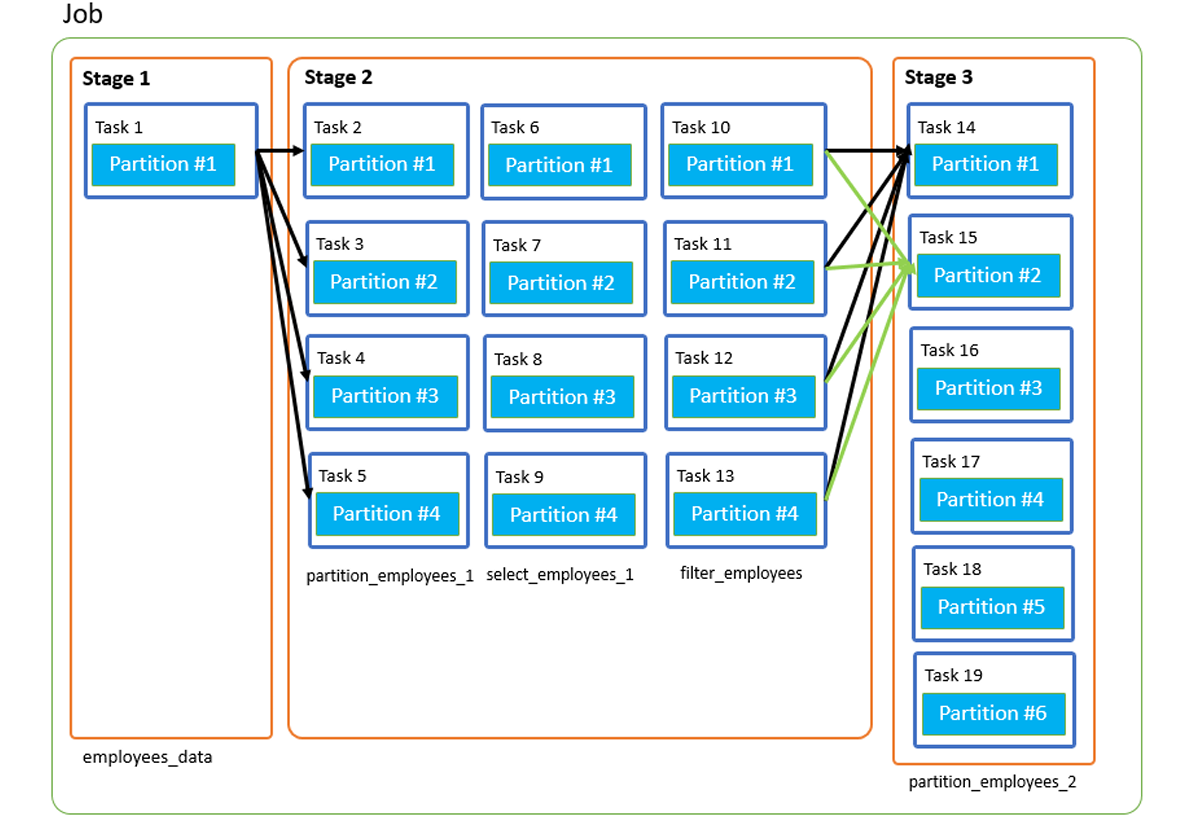 Job
Stage 1
Task 1
Partition #1
employees_data
Stage 2
Task 2
Partition #1
Task 3
Partition #2
Task 4
Partition #3
Task 5
Partition #4
partition_employees_1
Task 6
Partition #1
Task 7
Partition #2
Task 8
Partition #3
Task 9
Partition #4
select_employees_1
Task 10
Partition #1
Task 11
Partition #2
Task 12
Partition #3
Task 13
Partition #4
filter_employees
Stage 3
Task 14
Partition #1
Task 15
Partition #2
Task 16
Partition #3
Task 17
Partition #4
Task 18
Partition #5
Task 19
Partition #6
partition_employees_2